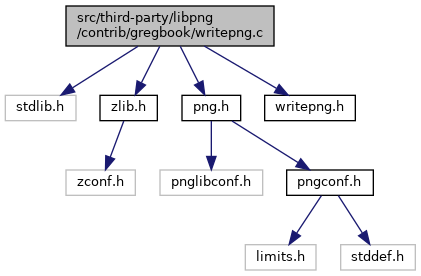 src/third-party/libpng
/contrib/gregbook/writepng.c
stdlib.h
zlib.h
png.h
writepng.h
zconf.h
pnglibconf.h
pngconf.h
limits.h
stddef.h